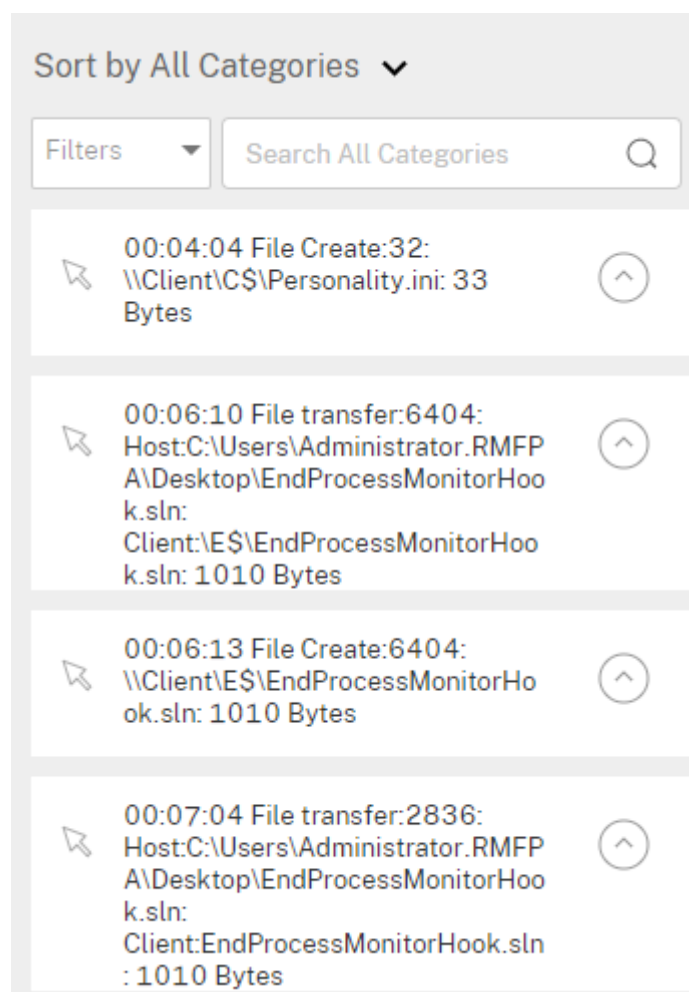 Sort by All Categories
Filters
Search All Categories
00:04:04 File Create:32:
\\Client\C$\Personality.ini: 33
Bytes
00:06:10 File transfer:6404:
Host:C:\Users\Administrator.RMFP
A\Desktop\EndProcessMonitorHoo
k.sln:
Client:\E$\EndProcessMonitorHoo
k.sln: 1010 Bytes
00:06:13 File Create:6404:
\\Client\E$\EndProcessMonitorHo
ok.sln: 1010 Bytes
00:07:04 File transfer:2836:
Host:C:\Users\Administrator.RMFP
A\Desktop\EndProcessMonitorHoo
k.sln:
Client:EndProcessMonitorHook.sln
: 1010 Bytes